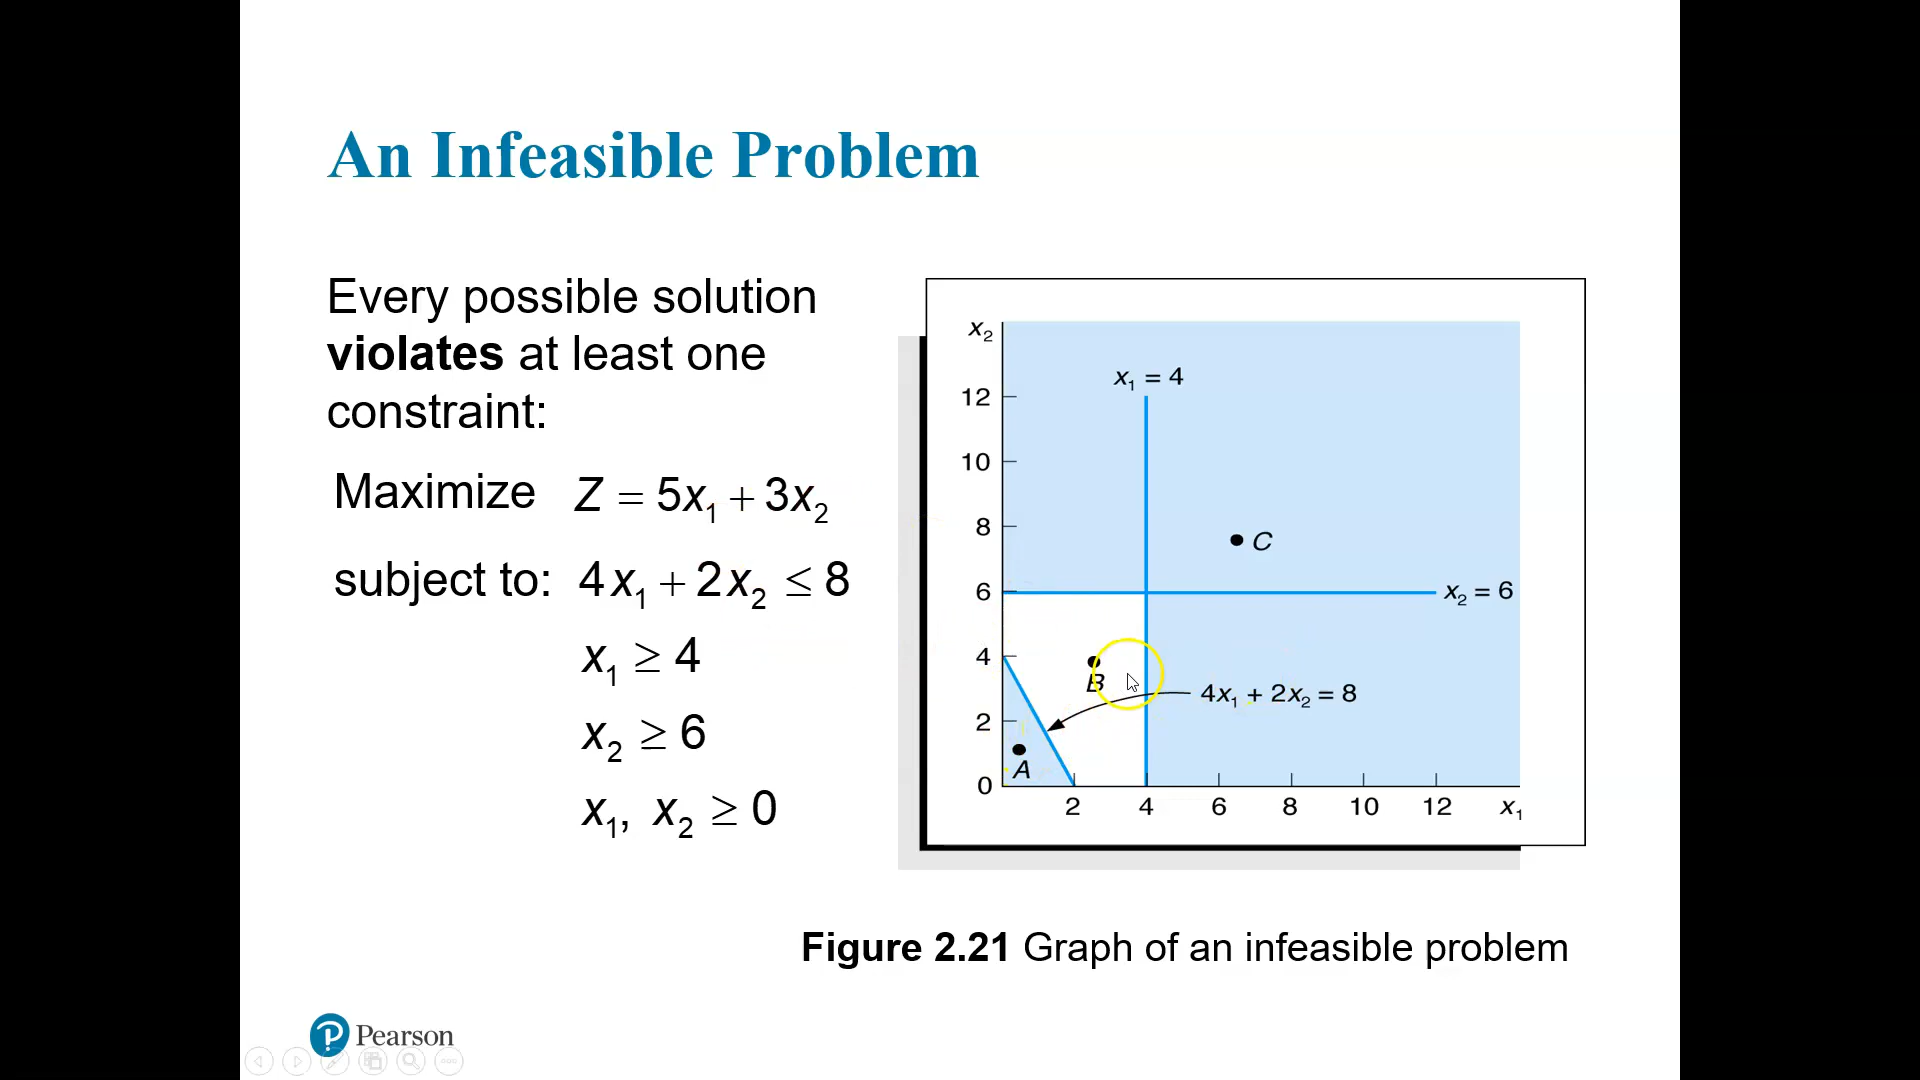 An Infeasible Problem
Every possible solution
violates at least one
constraint:
Maximize Z = 5x₁ + 3x₂
subject to: 4x₁ + 2x₂ ≤ 8
x₁ ≥ 4
x₂ ≥ 6
x₁, x₂ ≥ 0
x₂
x₁ = 4
12
10
8
C
6
x₂ = 6
4
B
4x₁ + 2x₂ = 8
2
A
0
2 4 6 8 10 12 x₁
Figure 2.21 Graph of an infeasible problem
P Pearson